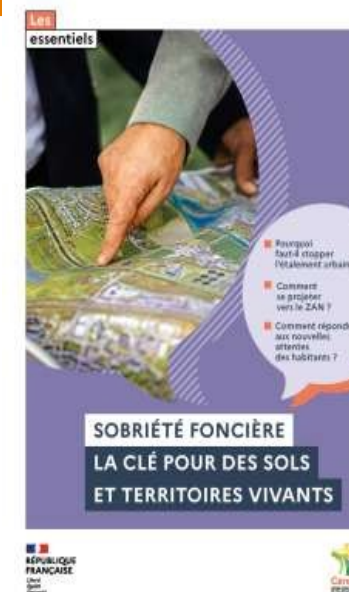 Les
essentiels
Pourquoi
faut-il stopper
l'étalement urbain
Comment
se projeter
vers le ZAN ?
Comment répondre
aux nouvelles
attentes
des habitants ?
SOBRIÉTÉ FONCIÈRE
LA CLÉ POUR DES SOLS
ET TERRITOIRES VIVANTS
RÉPUBLIQUE
FRANÇAISE